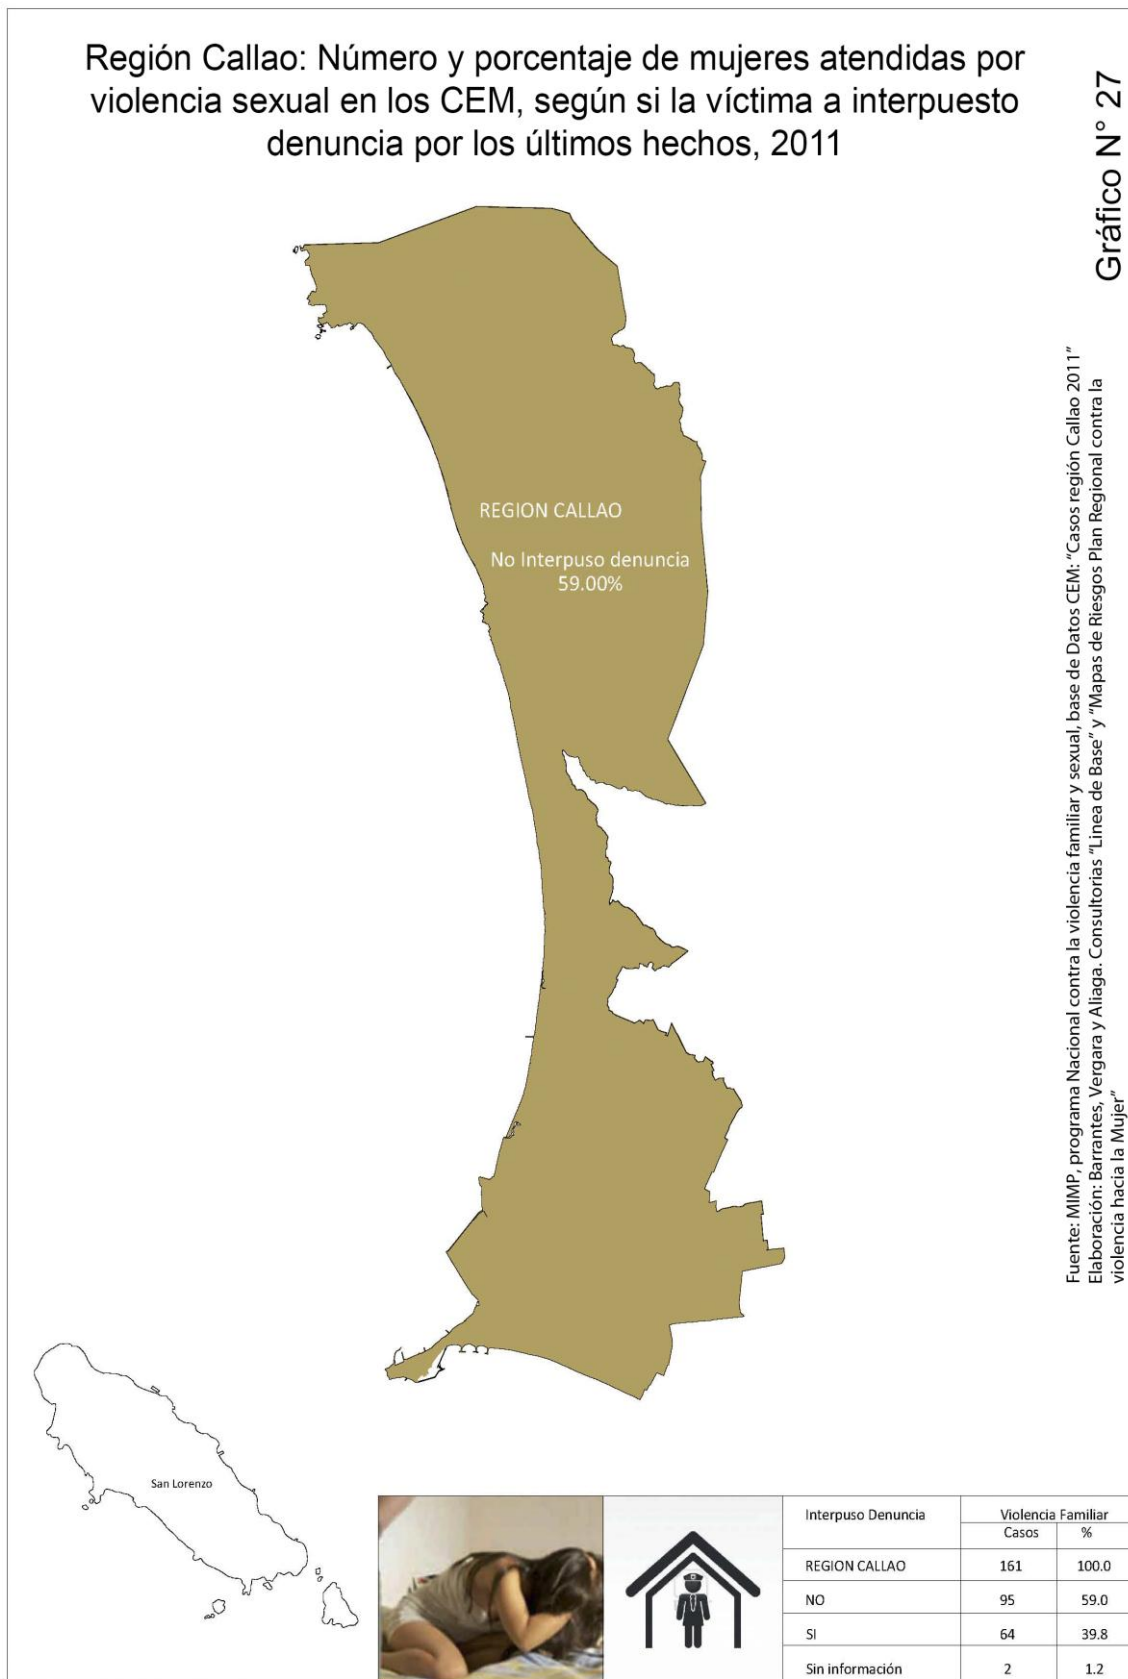 Región Callao: Número y porcentaje de mujeres atendidas por
violencia sexual en los CEM, según si la víctima a interpuesto
denuncia por los últimos hechos, 2011
Gráfico N° 27
REGION CALLAO
No Interpuso denuncia
59.00%
Fuente: MIMP, programa Nacional contra la violencia familiar y sexual, base de Datos CEM: “Casos región Callao 2011”
Elaboración: Barrantes, Vergara y Aliaga. Consultorias “Linea de Base” y “Mapas de Riesgos Plan Regional contra la
violencia hacia la Mujer”
San Lorenzo
Interpuso Denuncia Violencia Familiar
Casos %
REGION CALLAO 161 100.0
NO 95 59.0
SI 64 39.8
Sin información 2 1.2